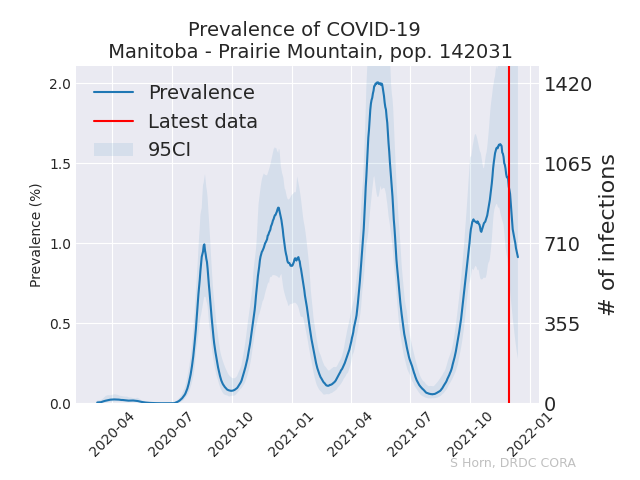 Prevalence of COVID-19
Manitoba - Prairie Mountain, pop. 142031
Prevalence
Latest data
95CI
Prevalence (%)
2.0
1.5
1.0
0.5
0.0
1420
1065
710
355
0
# of infections
2020-04
2020-07
2020-10
2021-01
2021-04
2021-07
2021-10
2022-01
S Horn, DRDC CORA